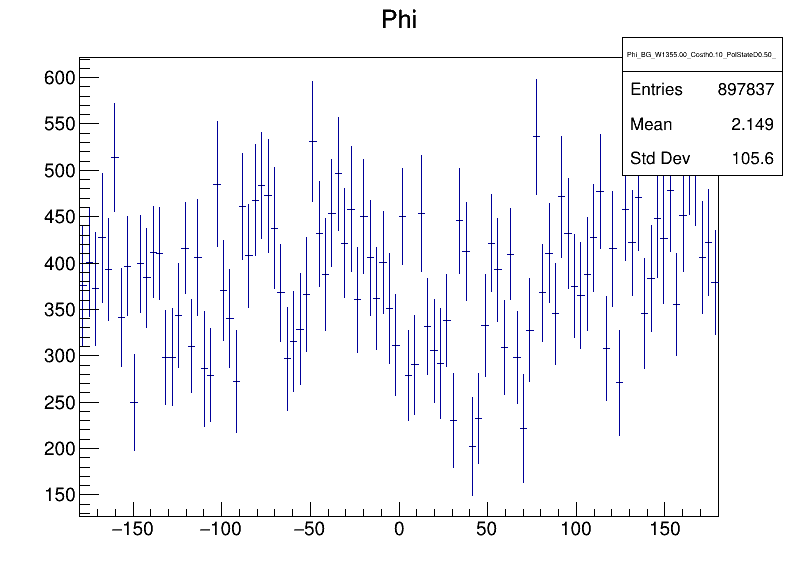 Phi
Phi_BG_W1355.00_Costh0.10_PolStateD0.50_
Entries 897837
Mean 2.149
Std Dev 105.6
600
550
500
450
400
350
300
250
200
150
−150 −100 −50 0 50 100 150